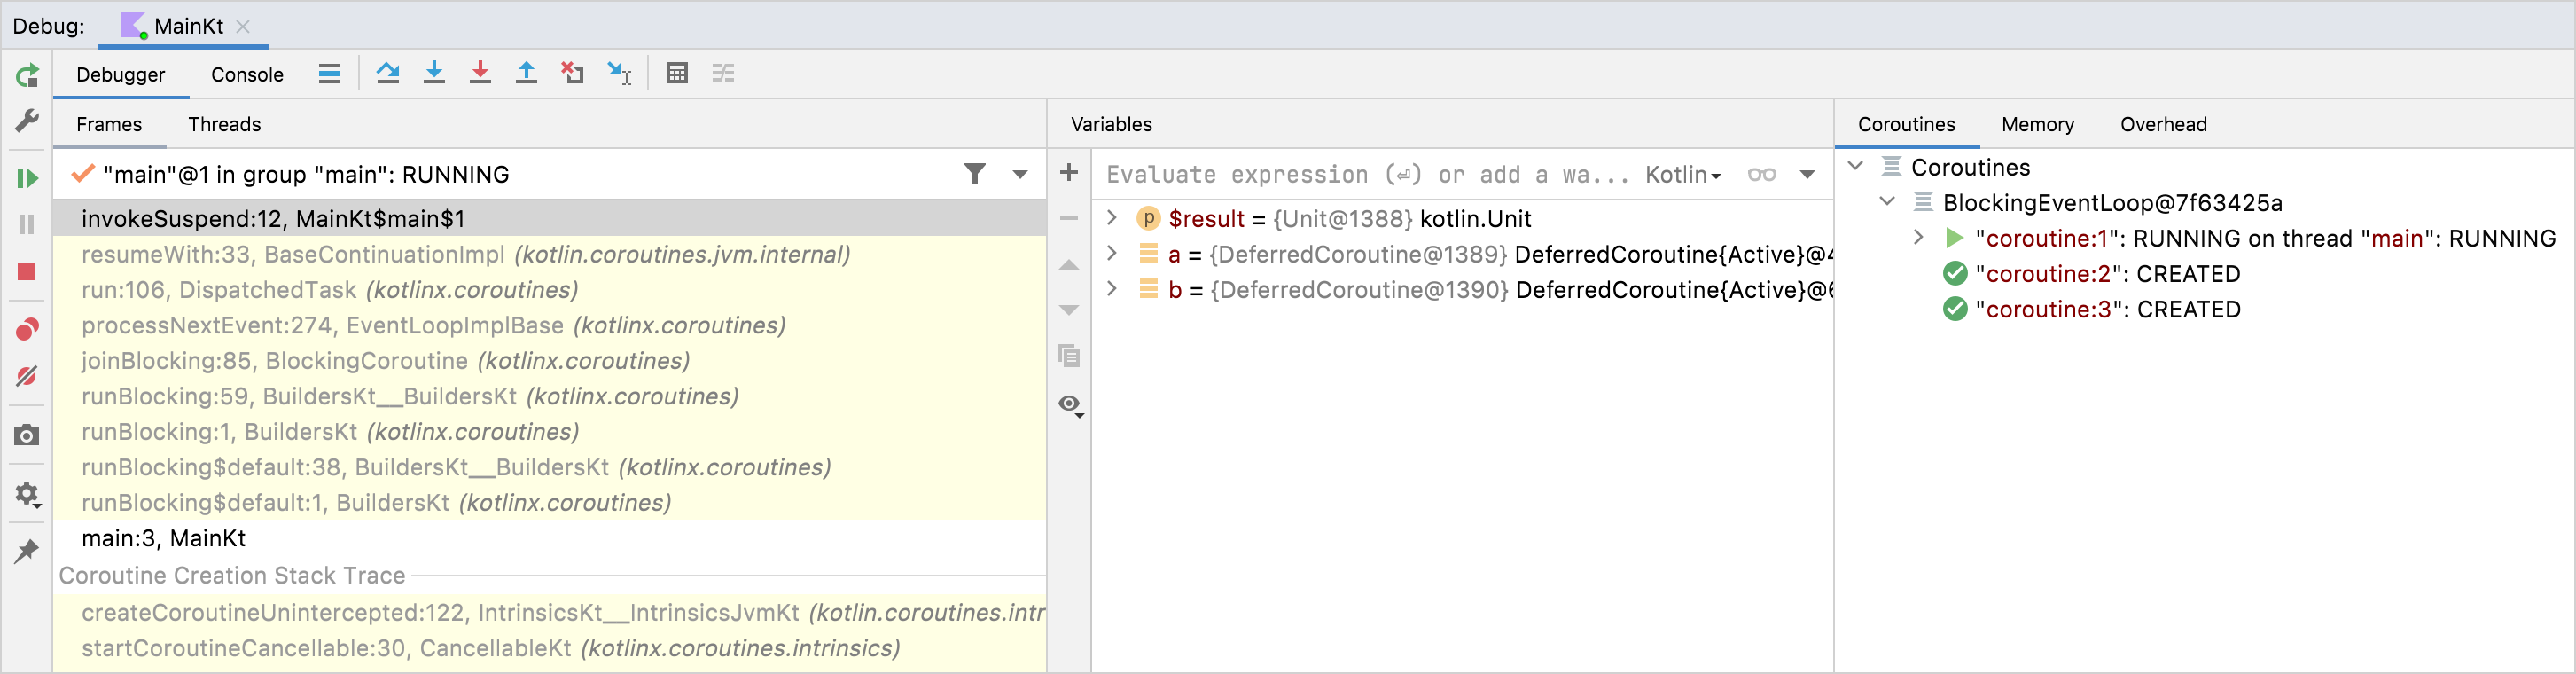 Debug: MainKt
Debugger Console
Frames Threads
"main"@1 in group "main": RUNNING
invokeSuspend:12, MainKt$main$1
resumeWith:33, BaseContinuationImpl (kotlin.coroutines.jvm.internal)
run:106, DispatchedTask (kotlinx.coroutines)
processNextEvent:274, EventLoopImplBase (kotlinx.coroutines)
joinBlocking:85, BlockingCoroutine (kotlinx.coroutines)
runBlocking:59, BuildersKt__BuildersKt (kotlinx.coroutines)
runBlocking:1, BuildersKt (kotlinx.coroutines)
runBlocking$default:38, BuildersKt__BuildersKt (kotlinx.coroutines)
runBlocking$default:1, BuildersKt (kotlinx.coroutines)
main:3, MainKt
Coroutine Creation Stack Trace
createCoroutineUnintercepted:122, IntrinsicsKt__IntrinsicsJvmKt (kotlin.coroutines.intr
startCoroutineCancellable:30, CancellableKt (kotlinx.coroutines.intrinsics)
Variables
Evaluate expression (⏎) or add a wa... Kotlin
p $result = {Unit@1388} kotlin.Unit
a = {DeferredCoroutine@1389} DeferredCoroutine{Active}@4
b = {DeferredCoroutine@1390} DeferredCoroutine{Active}@6
Coroutines Memory Overhead
Coroutines
BlockingEventLoop@7f63425a
"coroutine:1": RUNNING on thread "main": RUNNING
"coroutine:2": CREATED
"coroutine:3": CREATED